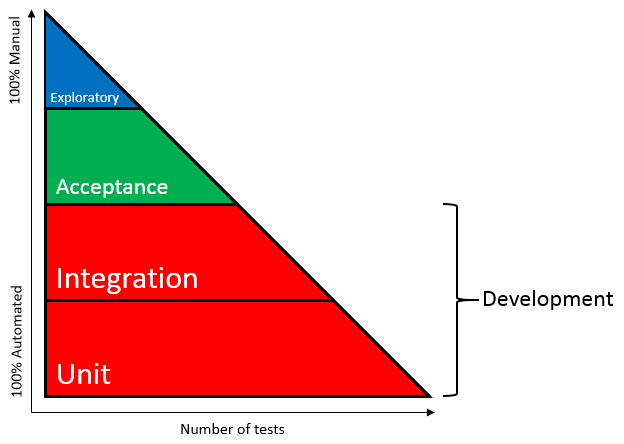 100% Manual
Exploratory
Acceptance
Integration
Development
100% Automated
Unit
Number of tests